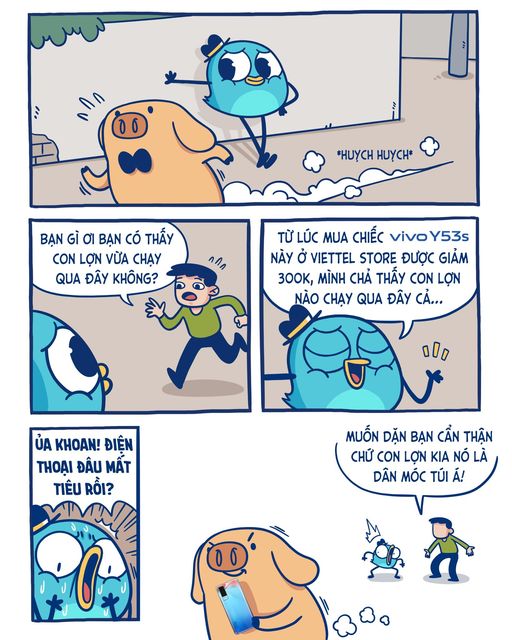 *HUỴCH HUỴCH*
BẠN GÌ ƠI BẠN CÓ THẤY
CON LỢN VỪA CHẠY
QUA ĐÂY KHÔNG?
TỪ LÚC MUA CHIẾC vivo Y53s
NÀY Ở VIETTEL STORE ĐƯỢC GIẢM
300K, MÌNH CHẢ THẤY CON LỢN
NÀO CHẠY QUA ĐÂY CẢ...
ỦA KHOAN! ĐIỆN
THOẠI ĐÂU MẤT
TIÊU RỒI?
MUỐN DẶN BẠN CẨN THẬN
CHỨ CON LỢN KIA NÓ LÀ
DÂN MÓC TÚI Á!